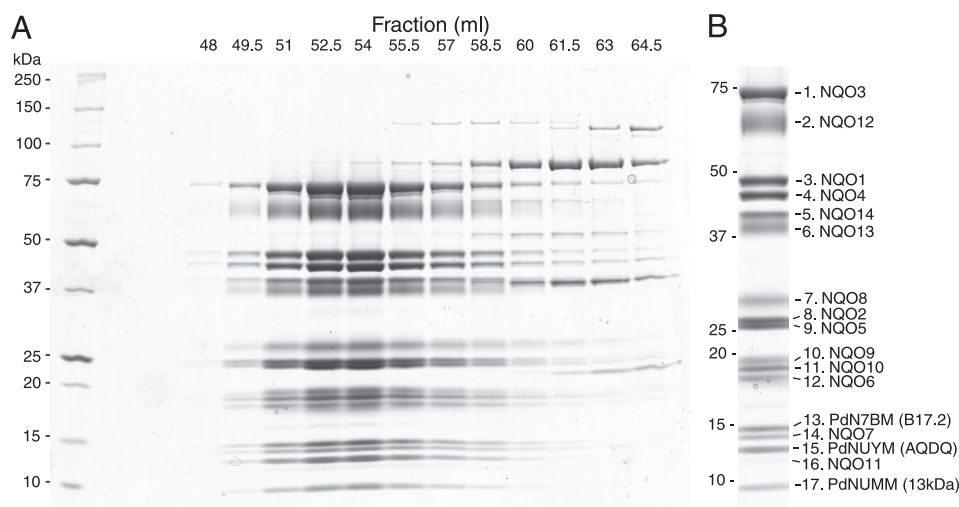 A
Fraction (ml)
48 49.5 51 52.5 54 55.5 57 58.5 60 61.5 63 64.5
kDa
250
150
100
75
50
37
25
20
15
10
B
75
50
37
25
20
15
10
1. NQO3
2. NQO12
3. NQO1
4. NQO4
5. NQO14
6. NQO13
7. NQO8
8. NQO2
9. NQO5
10. NQO9
11. NQO10
12. NQO6
13. PdN7BM (B17.2)
14. NQO7
15. PdNUYM (AQDQ)
16. NQO11
17. PdNUMM (13kDa)